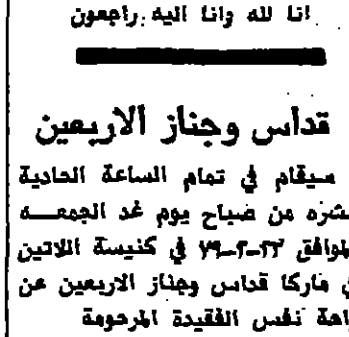 انا لله وانا اليه راجعون
قداس وجناز الاربعين
سيقام في تمام الساعة الحادية
عشره من صباح يوم غد الجمعـــه
الموافق ٢٣-٢-٧٩ في كنيسة اللاتين
في ماركا قداس وجناز الاربعين عن
راحة نفس الفقيدة المرحومة